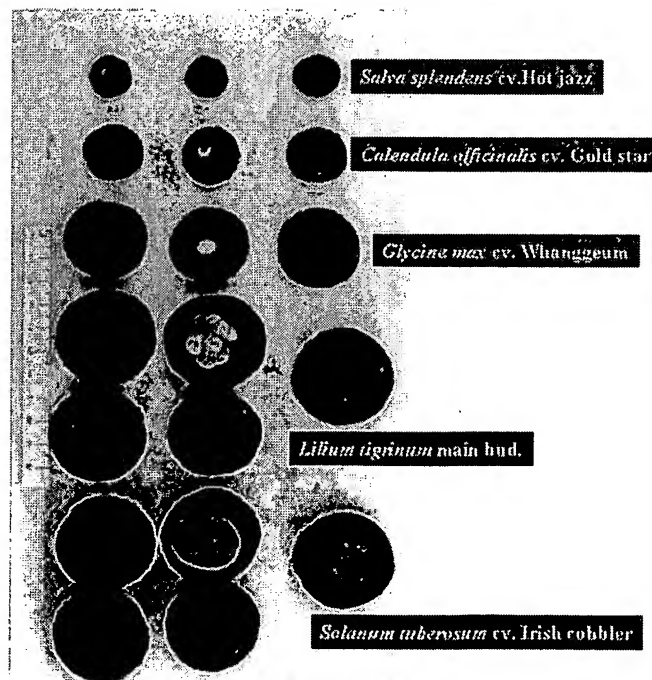 Salva splendens cv.Hot jazz
Calendula officinalis cv. Gold star
Glycine max cv. Whanggeum
Lilium tigrinum main bud.
Solanum tuberosum cv. Irish cobbler